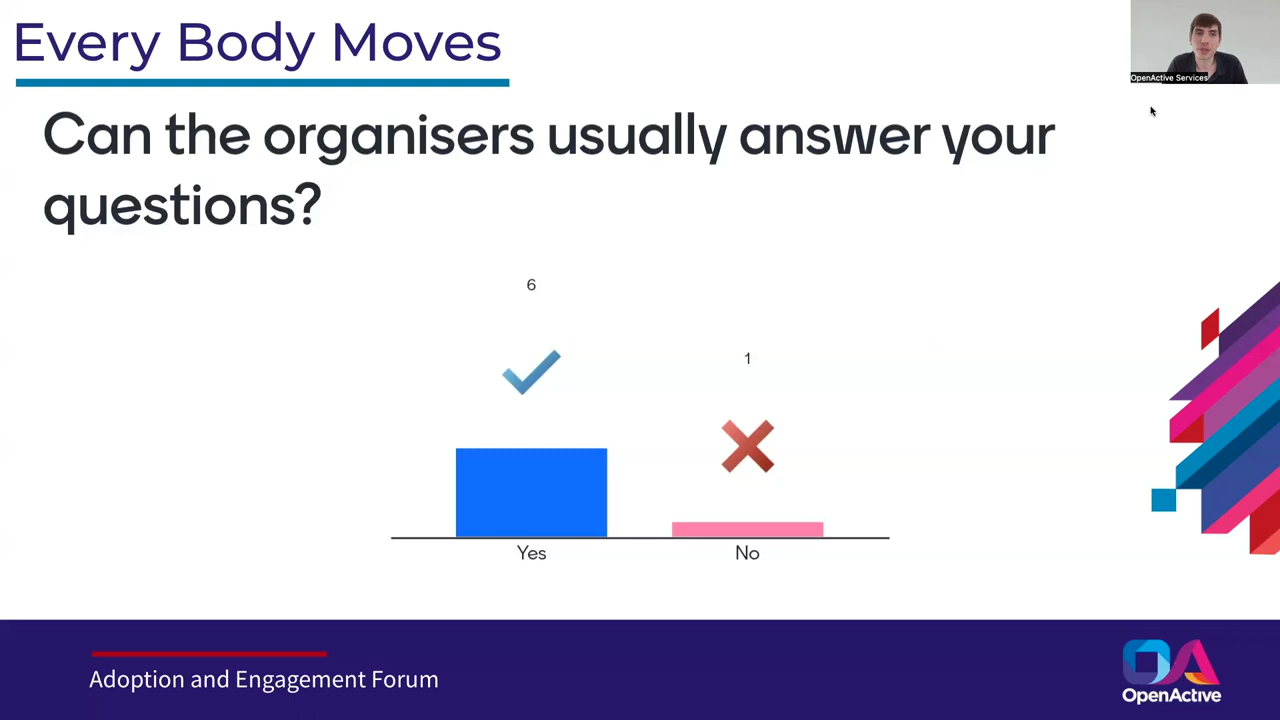 Every Body Moves
OpenActive Services
Can the organisers usually answer your
questions?
6
1
Yes
No
Adoption and Engagement Forum
OA
OpenActive